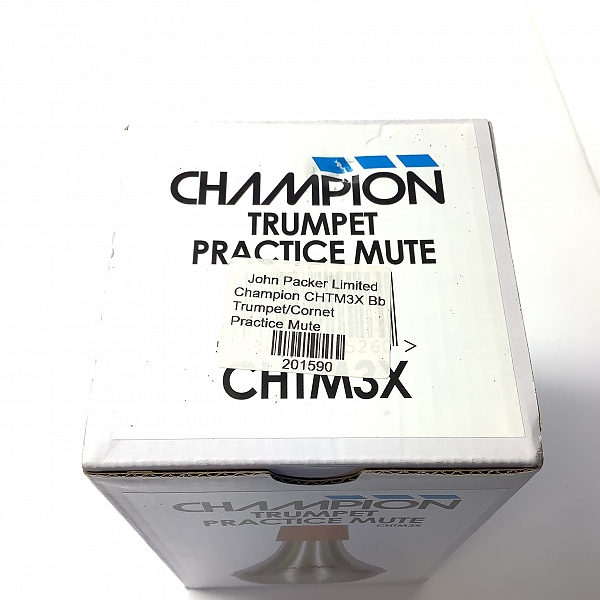 CHAMPION
TRUMPET
PRACTICE MUTE
John Packer Limited
Champion CHTM3X Bb
Trumpet/Cornet
Practice Mute
201590
>
CHTM3X
CHAMPION
TRUMPET
PRACTICE MUTE
CHTM3X